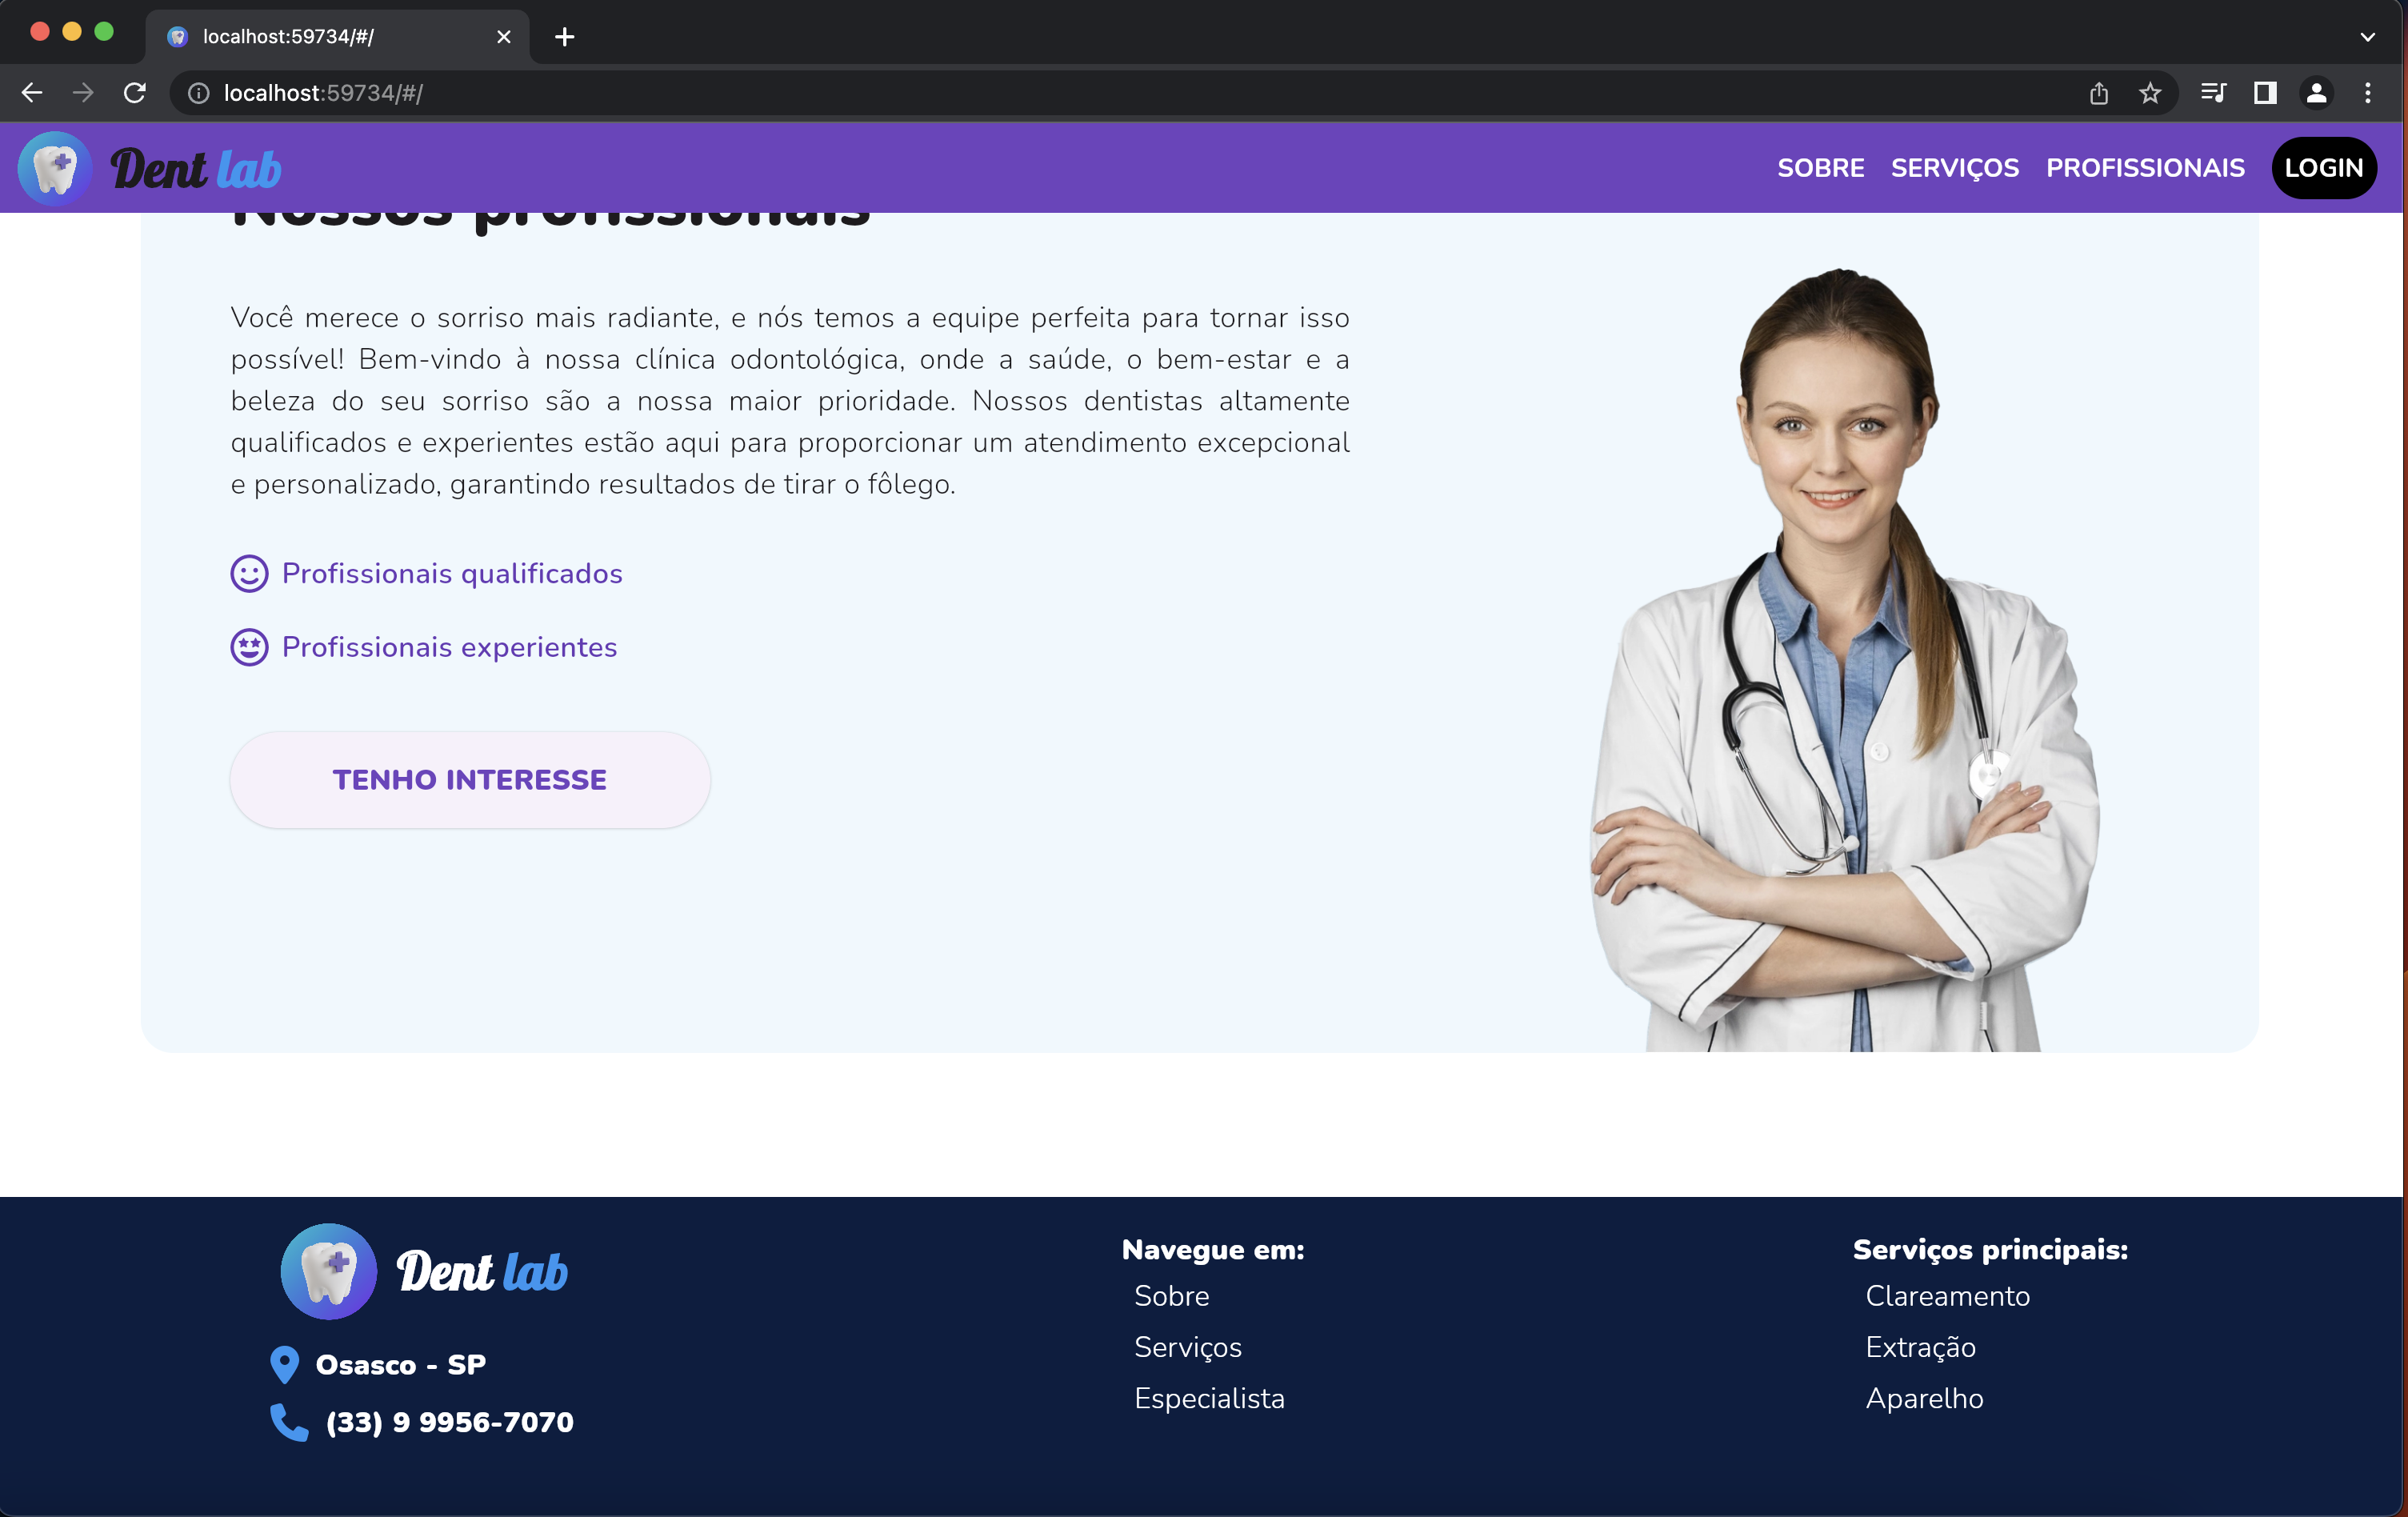 localhost:59734/#/
localhost:59734/#/
Dent lab
SOBRE SERVIÇOS PROFISSIONAIS LOGIN
Nossos profissionais
Você merece o sorriso mais radiante, e nós temos a equipe perfeita para tornar isso
possível! Bem-vindo à nossa clínica odontológica, onde a saúde, o bem-estar e a
beleza do seu sorriso são a nossa maior prioridade. Nossos dentistas altamente
qualificados e experientes estão aqui para proporcionar um atendimento excepcional
e personalizado, garantindo resultados de tirar o fôlego.
Profissionais qualificados
Profissionais experientes
TENHO INTERESSE
Dent lab
Osasco - SP
(33) 9 9956-7070
Navegue em:
Sobre
Serviços
Especialista
Serviços principais:
Clareamento
Extração
Aparelho